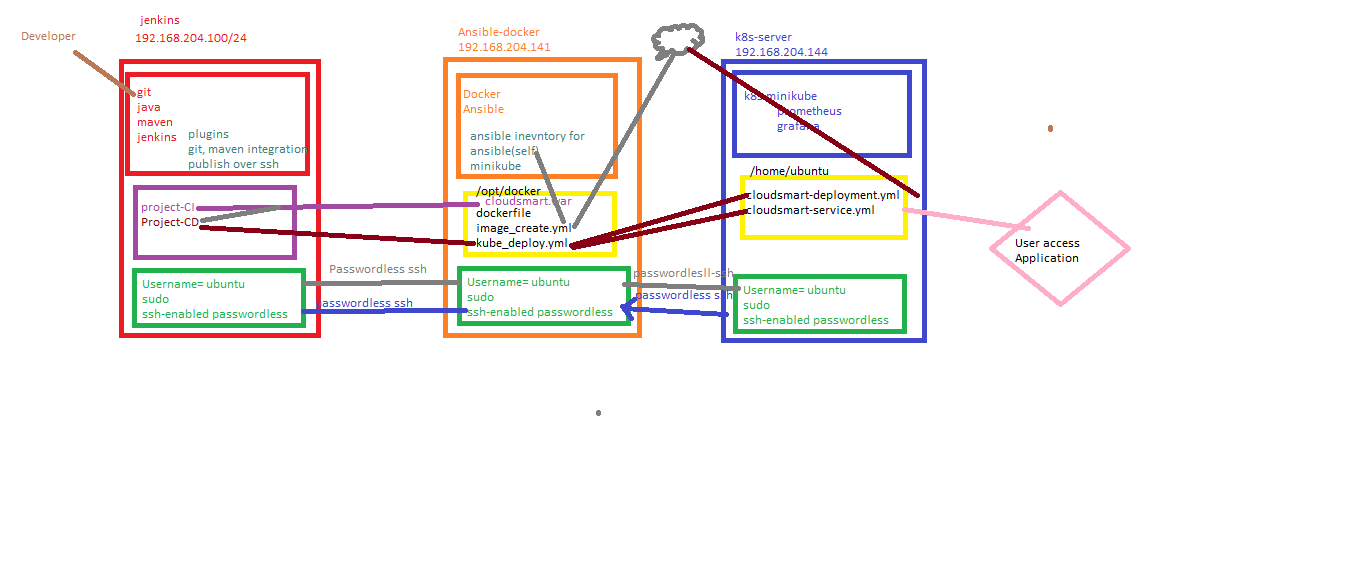 Developer
jenkins
192.168.204.100/24
git
java
maven
jenkins
plugins
git, maven integration
publish over ssh
project-CI
Project-CD
Username= ubuntu
sudo
ssh-enabled passwordless
Passwordless ssh
passwordless ssh
Ansible-docker
192.168.204.141
Docker
Ansible
ansible inevntory for
ansible(self)
minikube
/opt/docker
cloudsmart.war
dockerfile
image_create.yml
kube_deploy.yml
Username= ubuntu
sudo
ssh-enabled passwordless
passwordlesll-ssh
passwordless ssh
k8s-server
192.168.204.144
k8s-minikube
prometheus
grafana
/home/ubuntu
cloudsmart-deployment.yml
cloudsmart-service.yml
Username= ubuntu
sudo
ssh-enabled passwordless
User access
Application